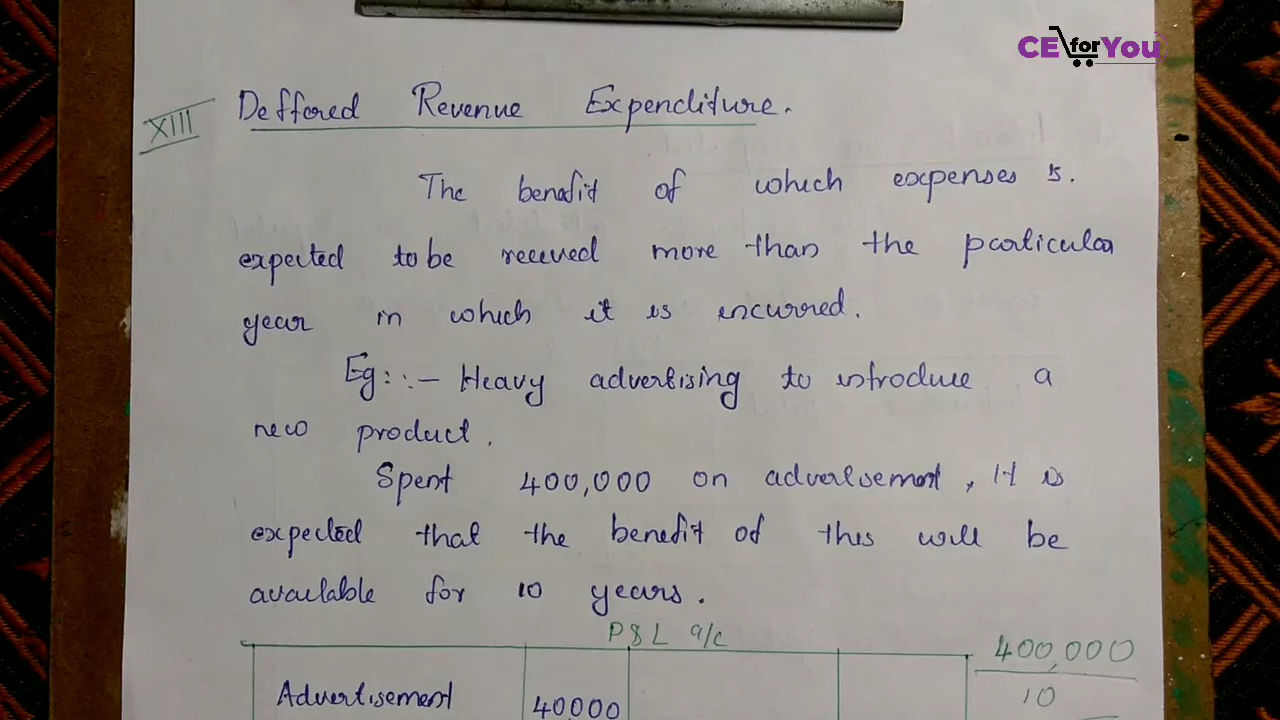 CE for You
XIII Deffored Revenue Expenditure.
The benefit of which expenses is.
expected to be received more than the particular
year in which it is incurred.
Eg:- Heavy advertising to introduce a
new product.
Spent 400,000 on advertisement, It is
expected that the benefit of this will be
available for 10 years.
P & L a/c
400,000
10
Advertisement 40000